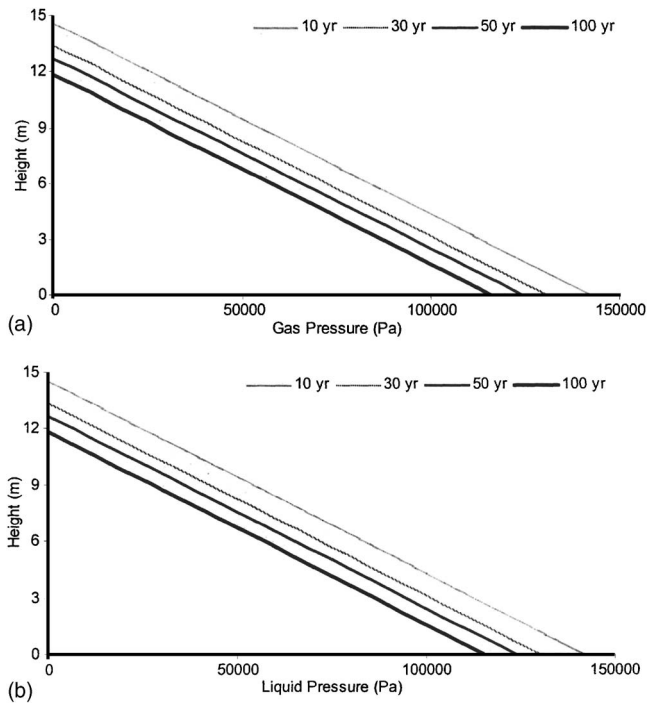 15
12
9
6
3
0
Height (m)
10 yr 30 yr 50 yr 100 yr
0 50000 100000 150000
Gas Pressure (Pa)
(a)
15
12
9
6
3
0
Height (m)
10 yr 30 yr 50 yr 100 yr
0 50000 100000 150000
Liquid Pressure (Pa)
(b)